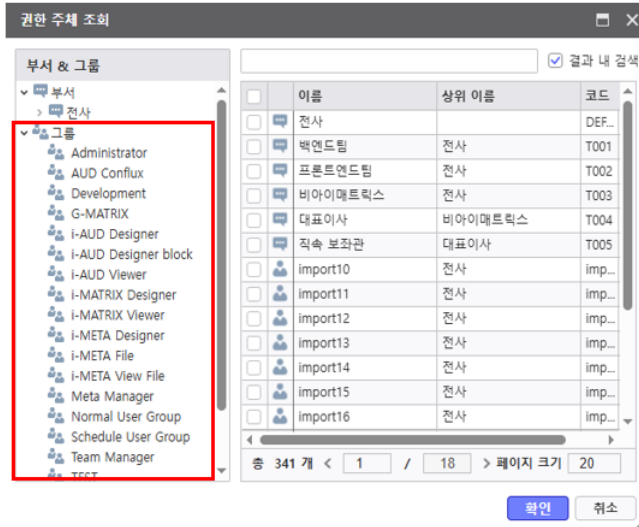 권한 주체 조회
부서 & 그룹
부서
전사
그룹
Administrator
AUD Conflux
Development
G-MATRIX
i-AUD Designer
i-AUD Designer block
i-AUD Viewer
i-MATRIX Designer
i-MATRIX Viewer
i-META Designer
i-META File
i-META View File
Meta Manager
Normal User Group
Schedule User Group
Team Manager
TEST
결과 내 검색
이름 상위 이름 코드
전사 DEF...
백엔드팀 전사 T001
프론트엔드팀 전사 T002
비아이매트릭스 전사 T003
대표이사 비아이매트릭스 T004
직속 보좌관 대표이사 T005
import10 전사 imp...
import11 전사 imp...
import12 전사 imp...
import13 전사 imp...
import14 전사 imp...
import15 전사 imp...
import16 전사 imp...
총 341 개 < 1 / 18 > 페이지 크기 20
확인 취소